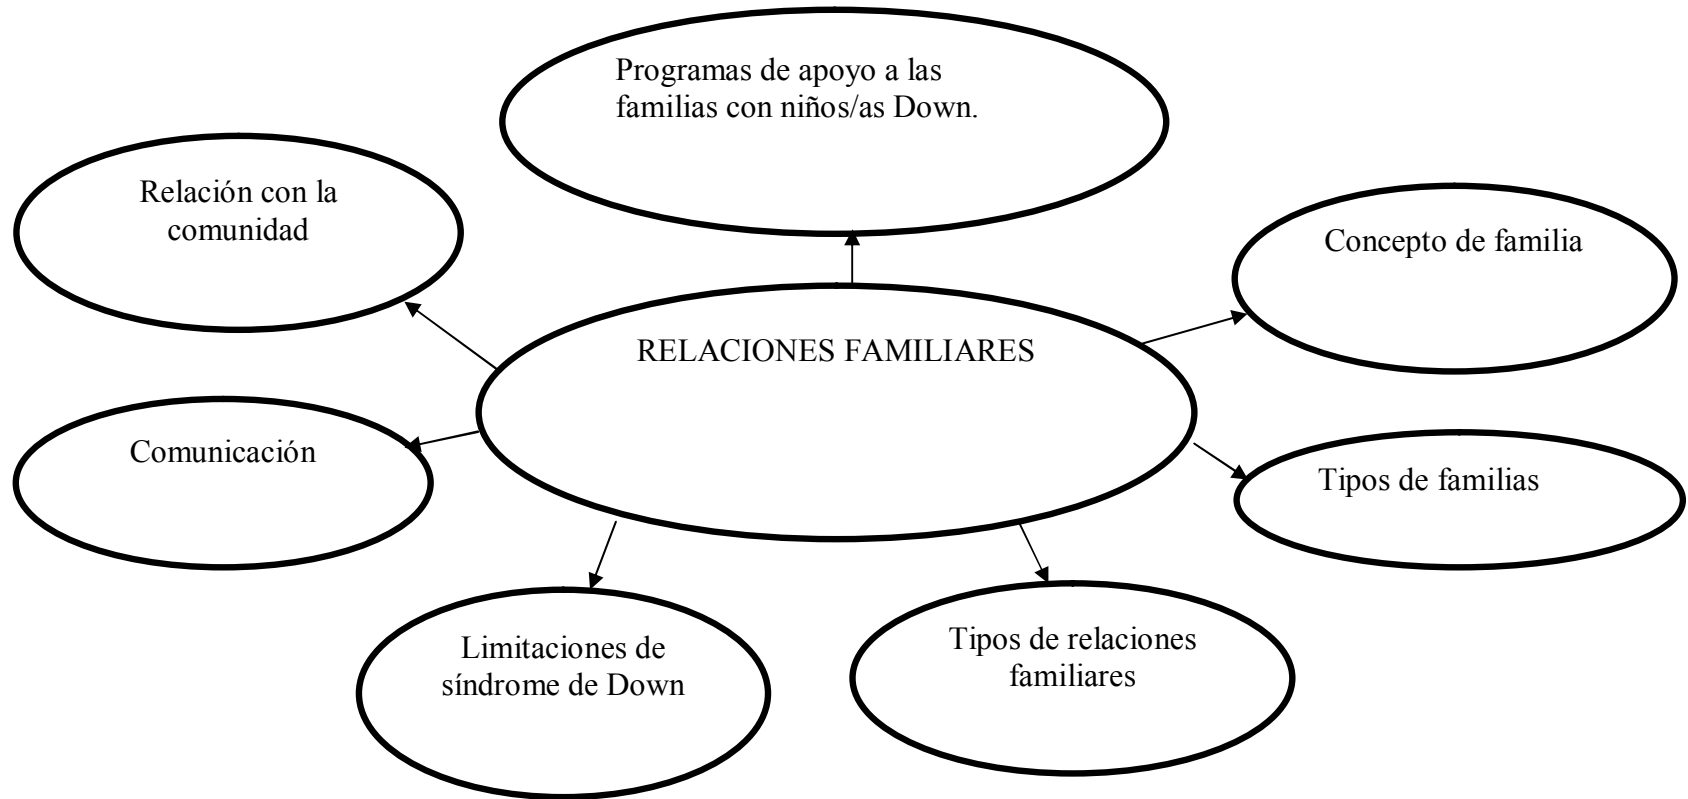 Programas de apoyo a las
familias con niños/as Down.
Relación con la
comunidad
Concepto de familia
RELACIONES FAMILIARES
Comunicación
Tipos de familias
Limitaciones de
síndrome de Down
Tipos de relaciones
familiares